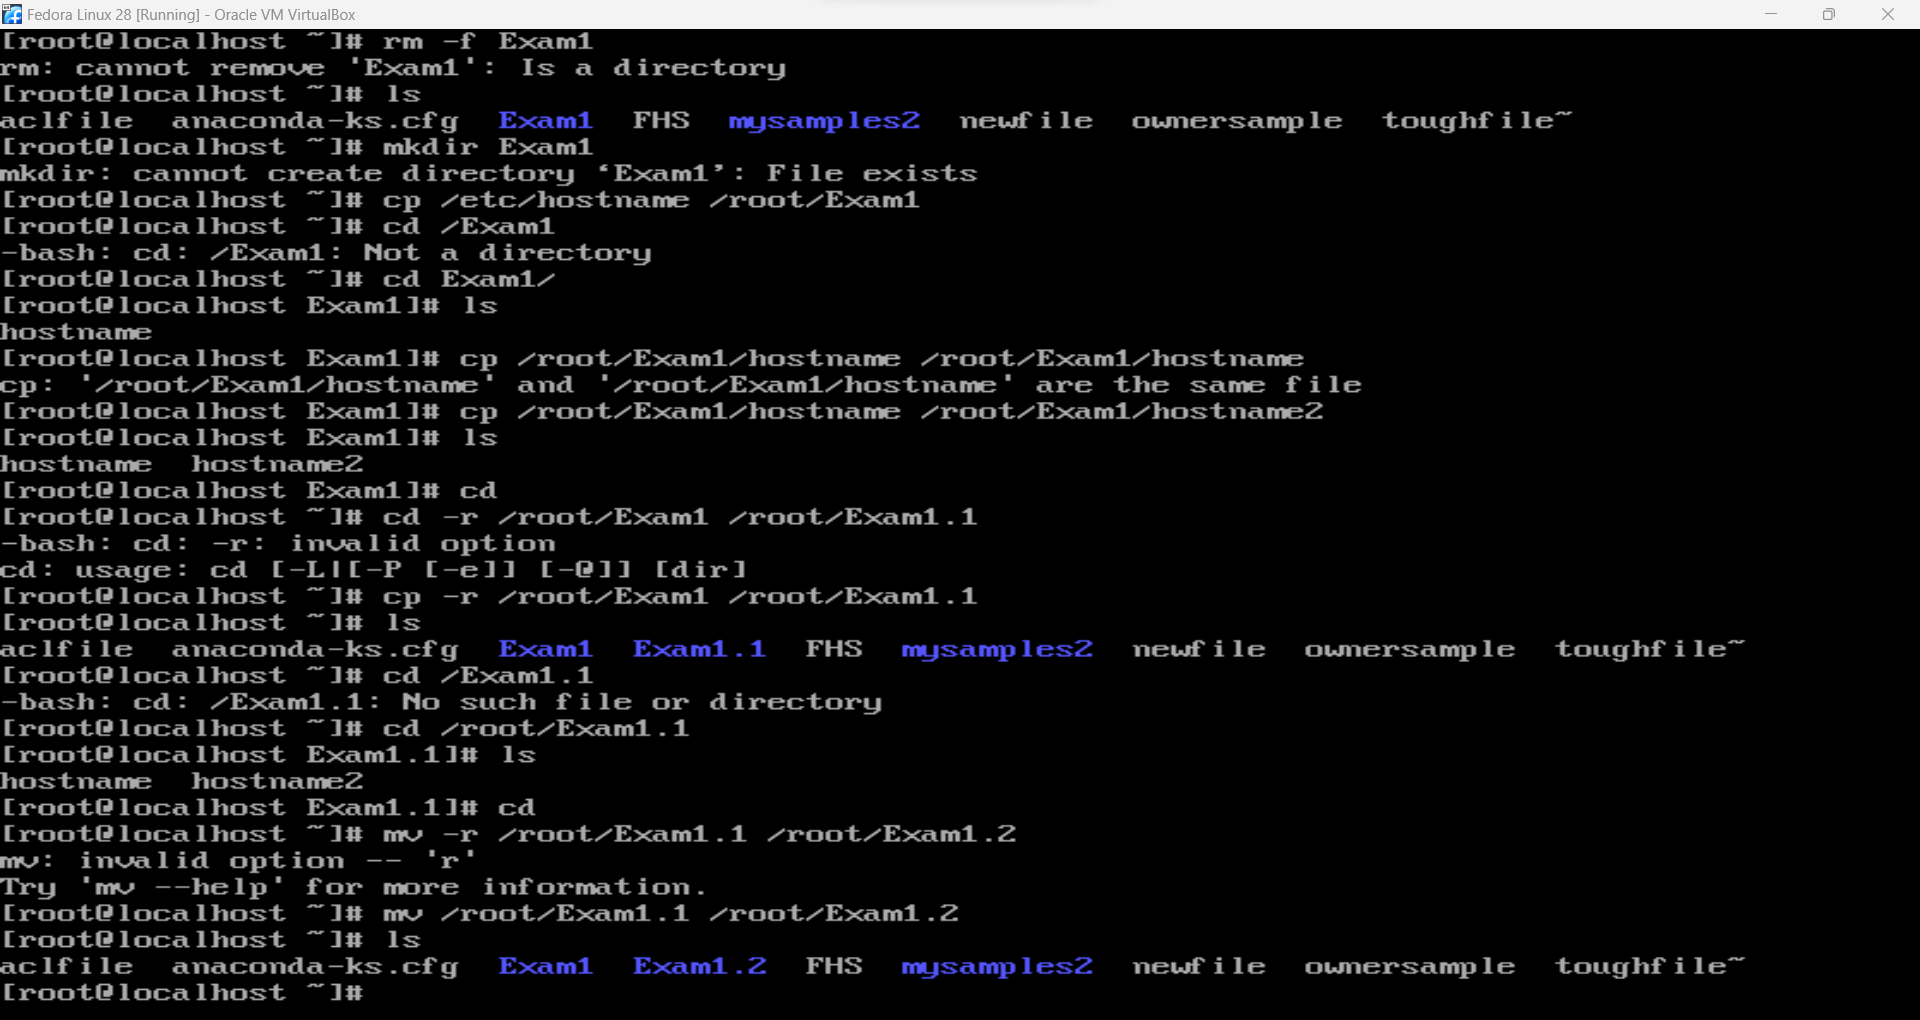 Fedora Linux 28 [Running] - Oracle VM VirtualBox
[root@localhost ~]# rm -f Exam1
rm: cannot remove 'Exam1': Is a directory
[root@localhost ~]# ls
aclfile  anaconda-ks.cfg  Exam1  FHS  mysamples2  newfile  ownersample  toughfile~
[root@localhost ~]# mkdir Exam1
mkdir: cannot create directory ‘Exam1’: File exists
[root@localhost ~]# cp /etc/hostname /root/Exam1
[root@localhost ~]# cd /Exam1
-bash: cd: /Exam1: Not a directory
[root@localhost ~]# cd Exam1/
[root@localhost Exam1]# ls
hostname
[root@localhost Exam1]# cp /root/Exam1/hostname /root/Exam1/hostname
cp: '/root/Exam1/hostname' and '/root/Exam1/hostname' are the same file
[root@localhost Exam1]# cp /root/Exam1/hostname /root/Exam1/hostname2
[root@localhost Exam1]# ls
hostname  hostname2
[root@localhost Exam1]# cd
[root@localhost ~]# cd -r /root/Exam1 /root/Exam1.1
-bash: cd: -r: invalid option
cd: usage: cd [-L|[-P [-e]] [-@]] [dir]
[root@localhost ~]# cp -r /root/Exam1 /root/Exam1.1
[root@localhost ~]# ls
aclfile  anaconda-ks.cfg  Exam1  Exam1.1  FHS  mysamples2  newfile  ownersample  toughfile~
[root@localhost ~]# cd /Exam1.1
-bash: cd: /Exam1.1: No such file or directory
[root@localhost ~]# cd /root/Exam1.1
[root@localhost Exam1.1]# ls
hostname  hostname2
[root@localhost Exam1.1]# cd
[root@localhost ~]# mv -r /root/Exam1.1 /root/Exam1.2
mv: invalid option -- 'r'
Try 'mv --help' for more information.
[root@localhost ~]# mv /root/Exam1.1 /root/Exam1.2
[root@localhost ~]# ls
aclfile  anaconda-ks.cfg  Exam1  Exam1.2  FHS  mysamples2  newfile  ownersample  toughfile~
[root@localhost ~]#